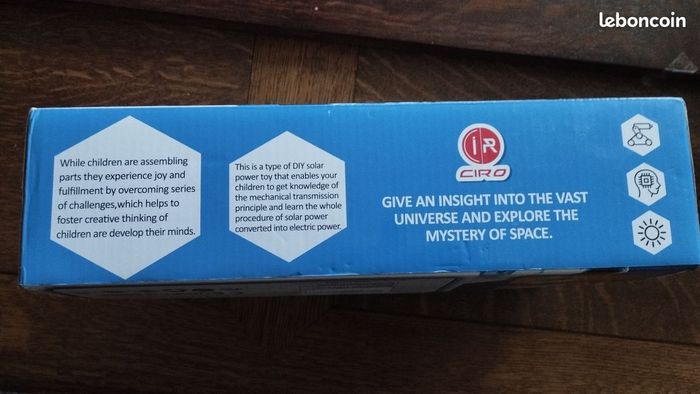 leboncoin
While children are assembling
parts they experience joy and
fulfillment by overcoming series
of challenges,which helps to
foster creative thinking of
children are develop their minds.
This is a type of DIY solar
power toy that enables your
children to get knowledge of
the mechanical transmission
principle and learn the whole
procedure of solar power
converted into electric power.
CIRO
GIVE AN INSIGHT INTO THE VAST
UNIVERSE AND EXPLORE THE
MYSTERY OF SPACE.